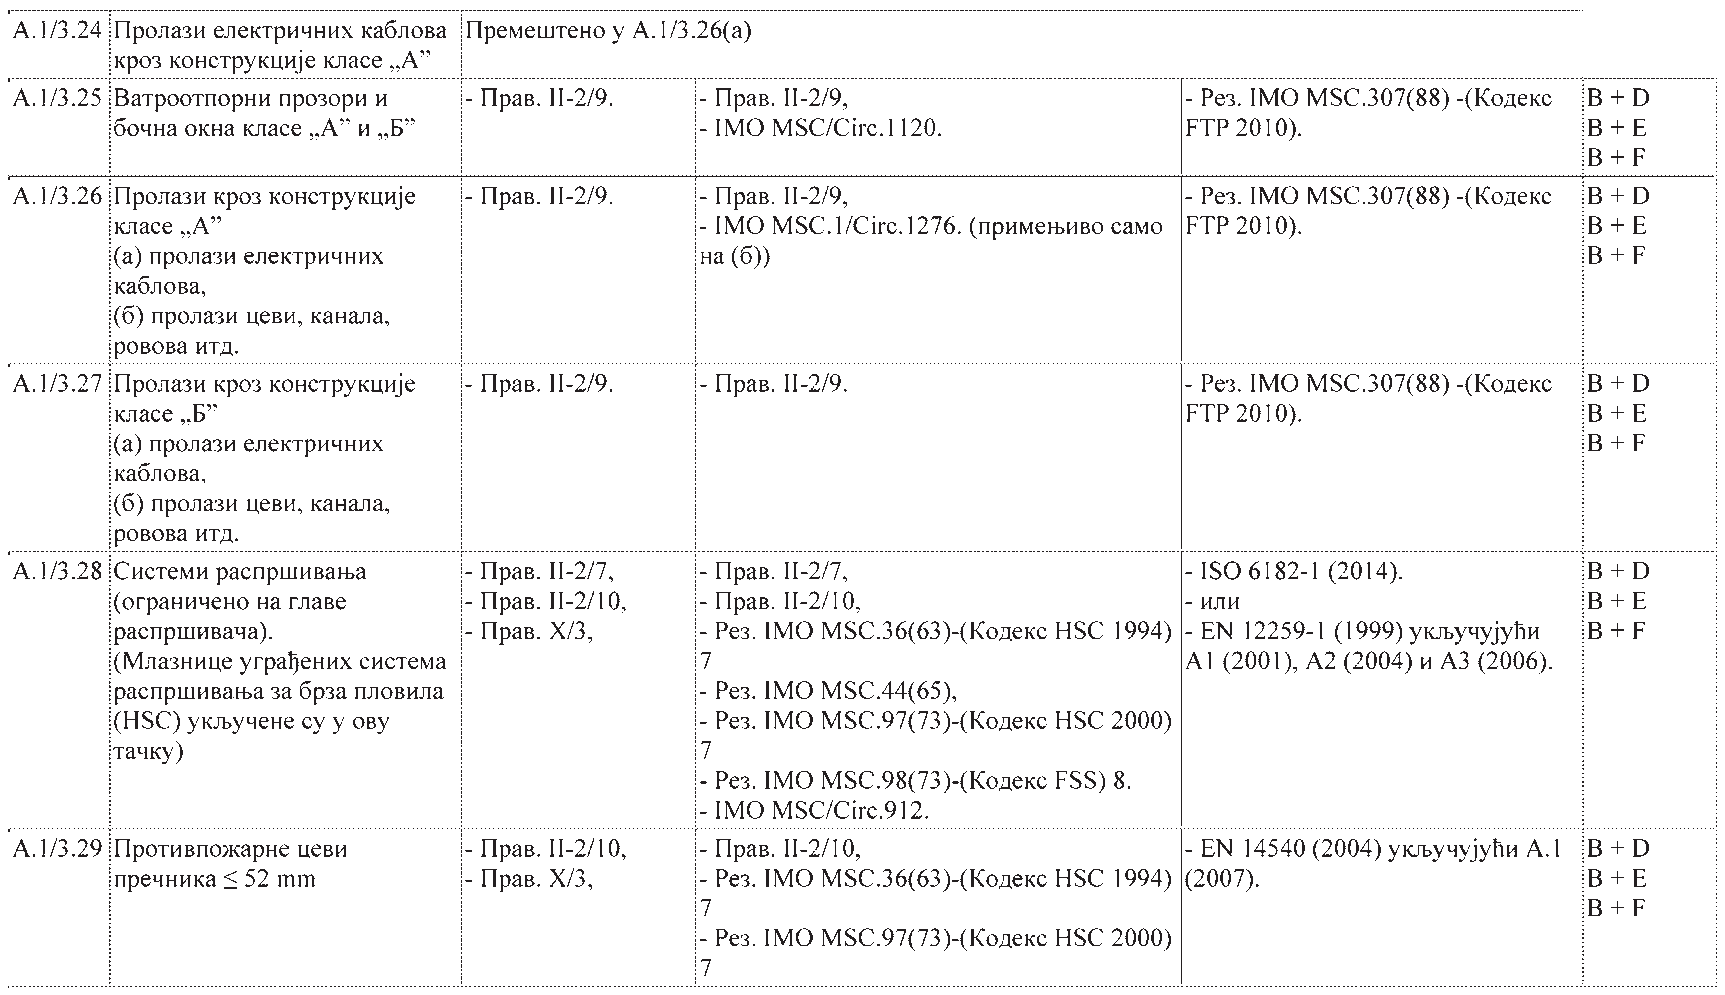 А.1/3.24 Пролази електричних каблова Премештено у А.1/3.26(а)
кроз конструкције класе „А”
А.1/3.25 Ватроотпорни прозори и - Прав. II-2/9. - Прав. II-2/9, - Рез. IMO MSC.307(88) -(Кодекс B + D
бочна окна класе „А” и „Б” - IMO MSC/Circ.1120. FTP 2010). B + E
B + F
А.1/3.26 Пролази кроз конструкције - Прав. II-2/9. - Прав. II-2/9, - Рез. IMO MSC.307(88) -(Кодекс B + D
класе „А” - IMO MSC.1/Circ.1276. (примењиво само FTP 2010). B + E
(а) пролази електричних на (б)) B + F
каблова,
(б) пролази цеви, канала,
ровова итд.
А.1/3.27 Пролази кроз конструкције - Прав. II-2/9. - Прав. II-2/9. - Рез. IMO MSC.307(88) -(Кодекс B + D
класе „Б” FTP 2010). B + E
(а) пролази електричних B + F
каблова,
(б) пролази цеви, канала,
ровова итд.
А.1/3.28 Системи распршивања - Прав. II-2/7, - Прав. II-2/7, - ISO 6182-1 (2014). B + D
(ограничено на главе - Прав. II-2/10, - Прав. II-2/10, - или B + E
распршивача). - Прав. X/3, - Рез. IMO MSC.36(63)-(Кодекс HSC 1994) - EN 12259-1 (1999) укључујући B + F
(Млазнице уграђених система 7 А1 (2001), А2 (2004) и А3 (2006).
распршивања за брза пловила - Рез. IMO MSC.44(65),
(HSC) укључене су у ову - Рез. IMO MSC.97(73)-(Кодекс HSC 2000)
тачку) 7
- Рез. IMO MSC.98(73)-(Кодекс FSS) 8.
- IMO MSC/Circ.912.
А.1/3.29 Противпожарне цеви - Прав. II-2/10, - Прав. II-2/10, - EN 14540 (2004) укључујући А.1 B + D
пречника ≤ 52 mm - Прав. X/3, - Рез. IMO MSC.36(63)-(Кодекс HSC 1994) (2007). B + E
7 B + F
- Рез. IMO MSC.97(73)-(Кодекс HSC 2000)
7